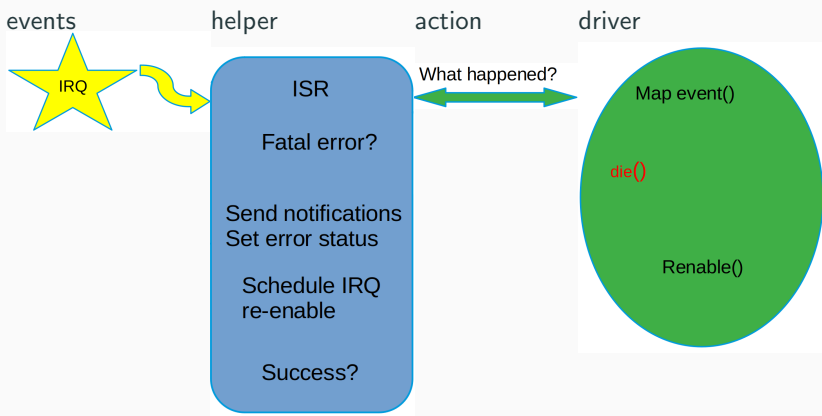 events
helper
action
driver
IRQ
ISR
What happened?
Map event()
Fatal error?
die()
Send notifications
Set error status
Renable()
Schedule IRQ
re-enable
Success?